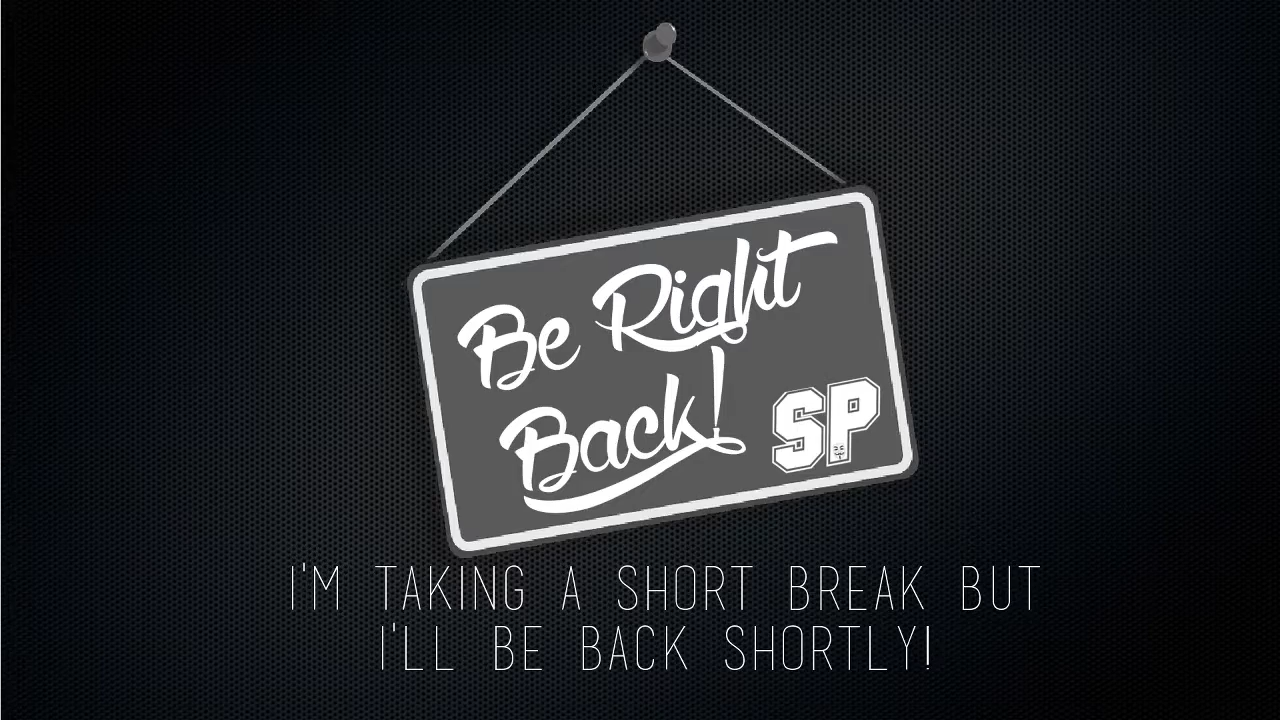 Be Right
Back!
SP
I'M TAKING A SHORT BREAK BUT
I'LL BE BACK SHORTLY!